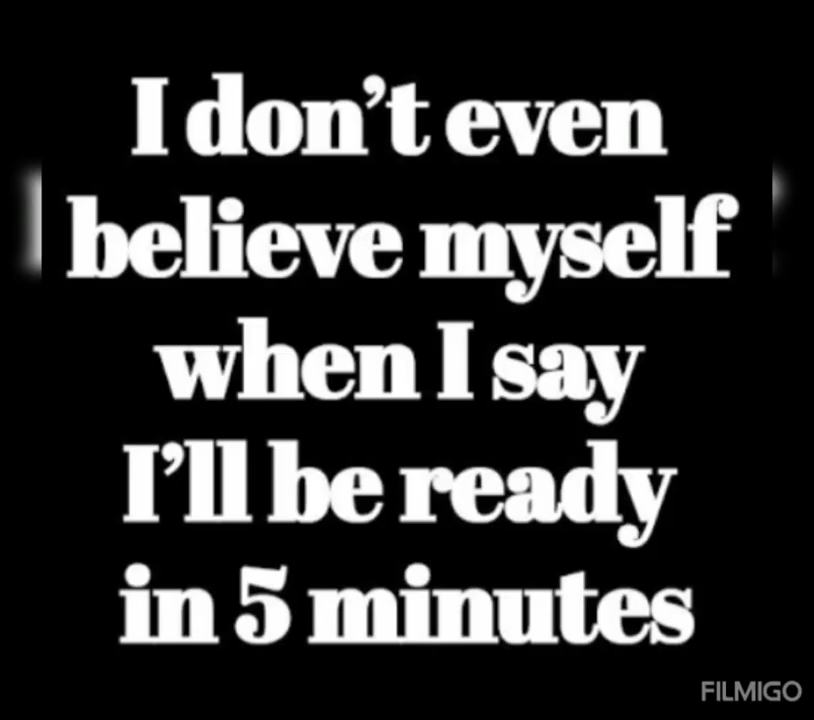 I don’t even
believe myself
when I say
I’ll be ready
in 5 minutes
FILMIGO